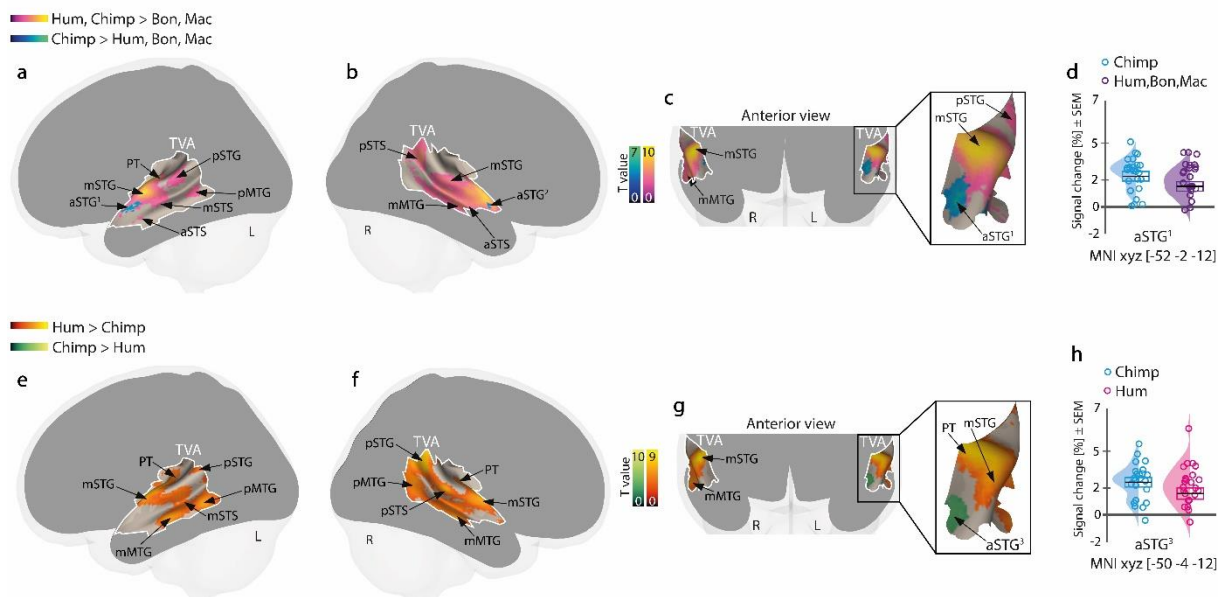 Hum, Chimp > Bon, Mac
Chimp > Hum, Bon, Mac
a
TVA
PT
pSTG
mSTG
pMTG
aSTG¹
mSTS
aSTS
L
b
TVA
pSTS
mSTG
mMTG
aSTG²
aSTS
R
c
Anterior view
TVA
TVA
mSTG
mMTG
R
L
T value
7 10
0 0
pSTG
mSTG
aSTG¹
d
Chimp
Hum,Bon,Mac
Signal change [%] ± SEM
7
5
2
0
-2
aSTG¹
MNI xyz [-52 -2 -12]
Hum > Chimp
Chimp > Hum
e
TVA
PT
pSTG
mSTG
pMTG
mSTS
mMTG
L
f
TVA
pSTG
PT
pMTG
mSTG
pSTS
mMTG
R
g
Anterior view
TVA
TVA
mSTG
mMTG
R
L
T value
10 9
0 0
PT
mSTG
aSTG³
h
Chimp
Hum
Signal change [%] ± SEM
7
5
2
0
-2
aSTG³
MNI xyz [-50 -4 -12]